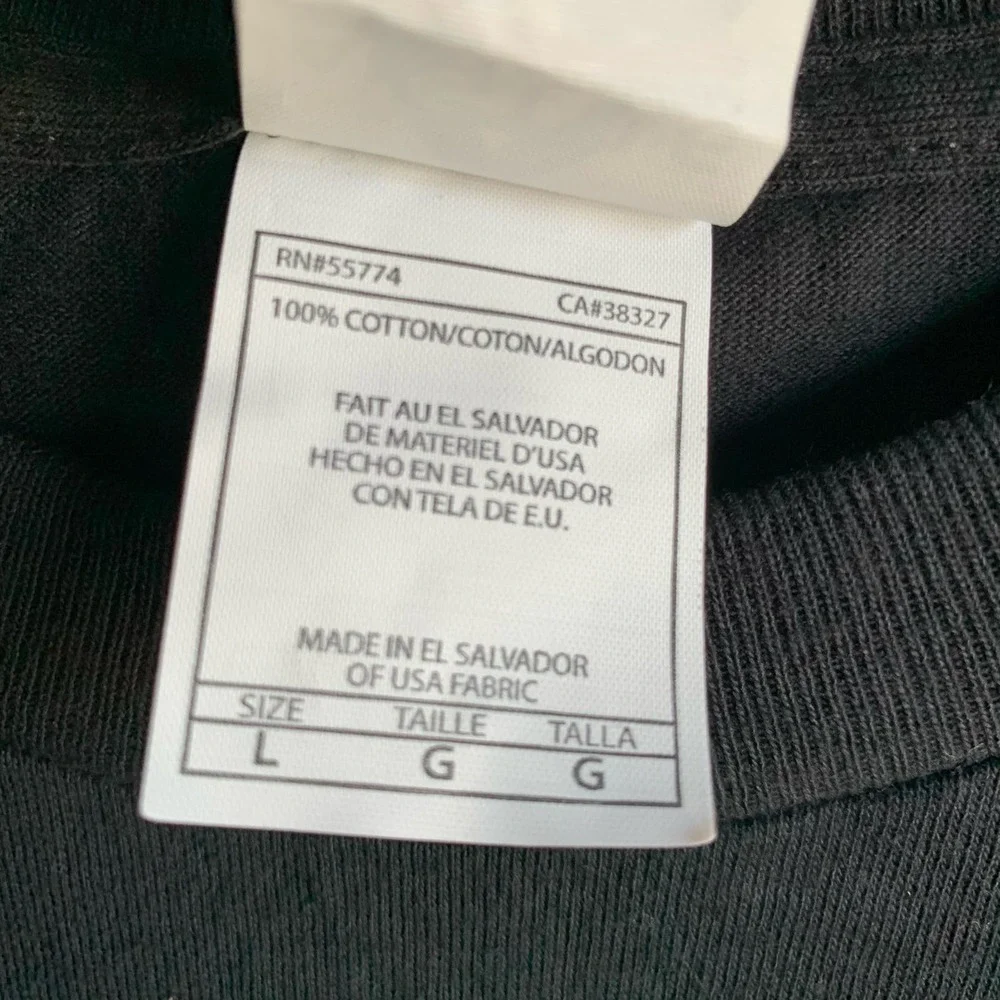 RN#55774 CA#38327
100% COTTON/COTON/ALGODON
FAIT AU EL SALVADOR
DE MATERIEL D'USA
HECHO EN EL SALVADOR
CON TELA DE E.U.
MADE IN EL SALVADOR
OF USA FABRIC
SIZE TAILLE TALLA
L G G